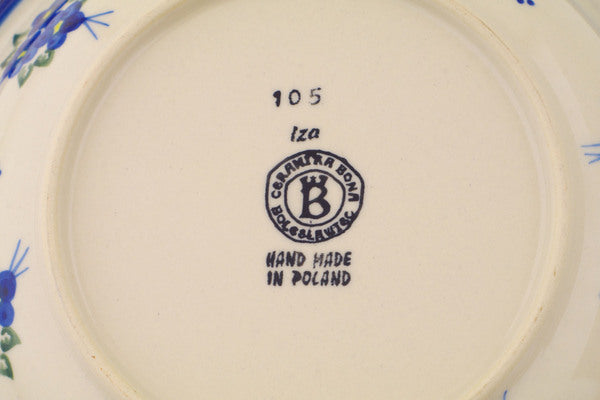 105
Iza
CERAMIKA BONA
B
BOLESŁAWIEC
HAND MADE
IN POLAND